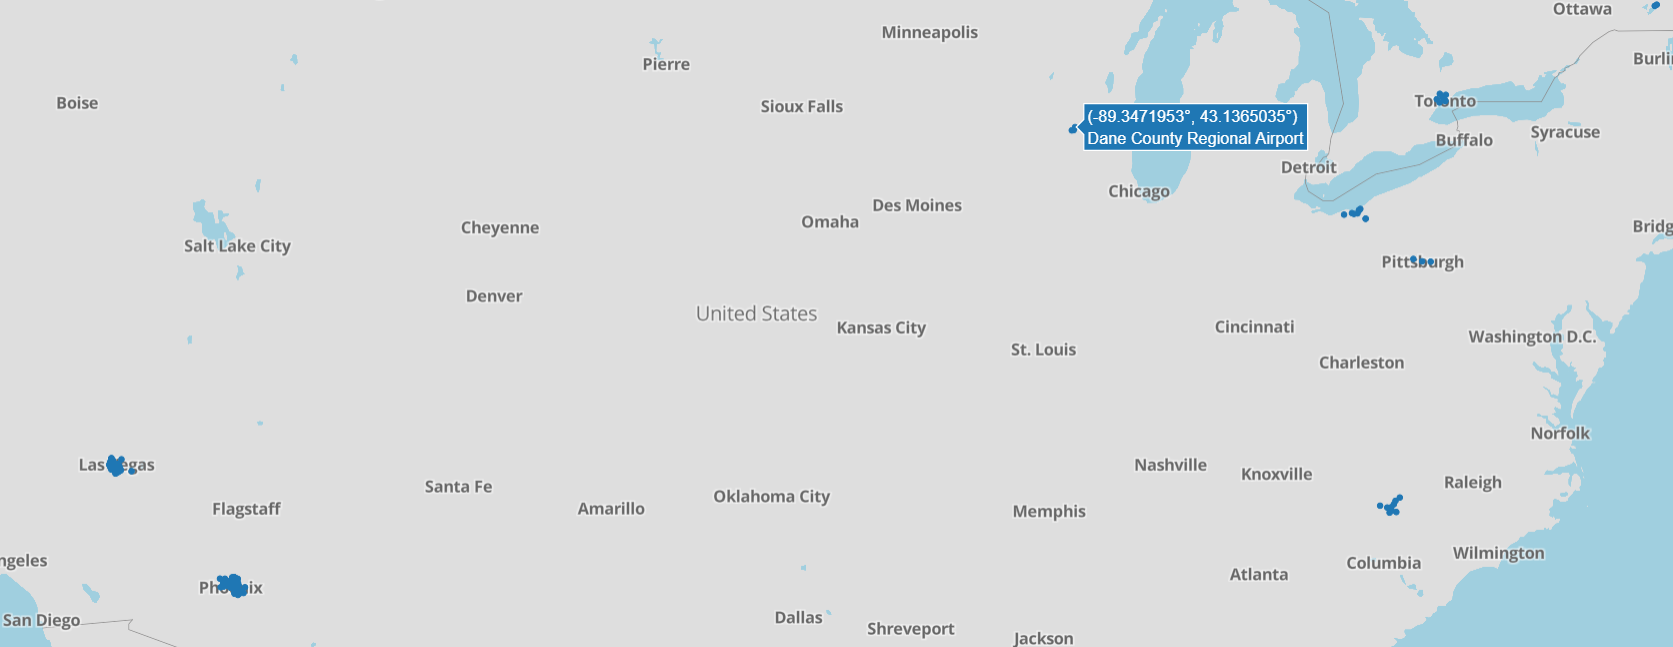 Ottawa
Minneapolis
Burli
Pierre
Boise
Sioux Falls
Toronto
(-89.3471953°, 43.1365035°)
Dane County Regional Airport
Syracuse
Buffalo
Detroit
Chicago
Des Moines
Omaha
Cheyenne
Bridg
Salt Lake City
Pittsburgh
Denver
United States
Kansas City
Cincinnati
Washington D.C.
St. Louis
Charleston
Norfolk
Las Vegas
Nashville
Knoxville
Raleigh
Santa Fe
Oklahoma City
Flagstaff
Amarillo
Memphis
ngeles
Wilmington
Columbia
Atlanta
Phoenix
San Diego
Dallas
Shreveport
Jackson